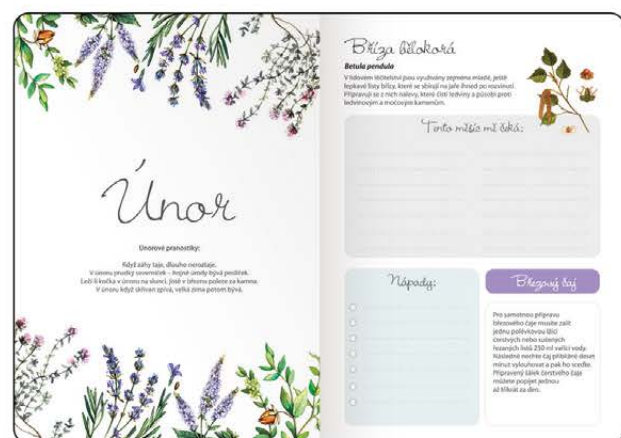 Únor
Únorové pranostiky:
Když záhy taje, dlouho neroztaje.
V únoru prudký severníček – hojné úrody bývá
Leží-li kočka v únoru na slunci, jistě v březnu poleze za kamna.
V únoru když skřivan zpívá, velká zima potom bývá.
Bříza bělokorá
Betula pendula
V lidovém léčitelství jsou využívány zejména mladé, ještě
lepkavé listy břízy, které se sbírají na jaře ihned po rozvinutí.
Připravují se z nich nálevy, které čistí ledviny a působí proti
ledvinovým a močovým kamenům.
Tento měsíc mě čeká:
Nápady:
Březový čaj
Pro samotnou přípravu
březového čaje musíte zalít
jednu polévkovou lžíci
čerstvých nebo sušených
řezaných listů 250 ml vařící vody.
Následně nechte čaj přibližně deset
minut vylouhovat a pak ho sceďte.
Připravený šálek čerstvého čaje
můžete popíjet jednou
až třikrát za den.